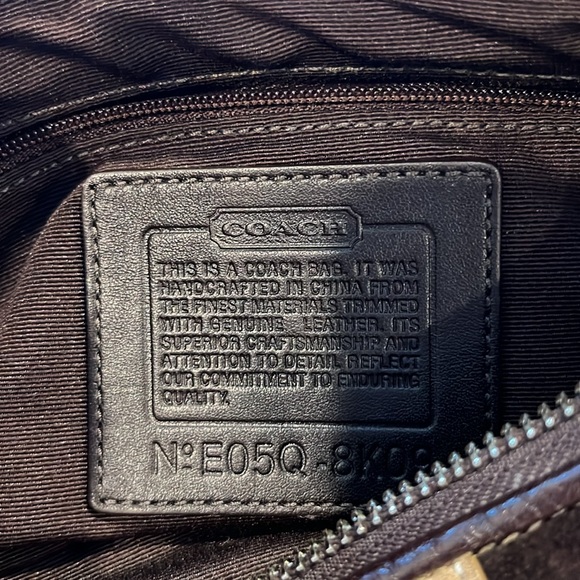 COACH
THIS IS A COACH BAG. IT WAS
HANDCRAFTED IN CHINA FROM
THE FINEST MATERIALS TRIMMED
WITH GENUINE LEATHER. ITS
SUPERIOR CRAFTSMANSHIP AND
ATTENTION TO DETAIL REFLECT
OUR COMMITMENT TO ENDURING
QUALITY.
Nº E05Q